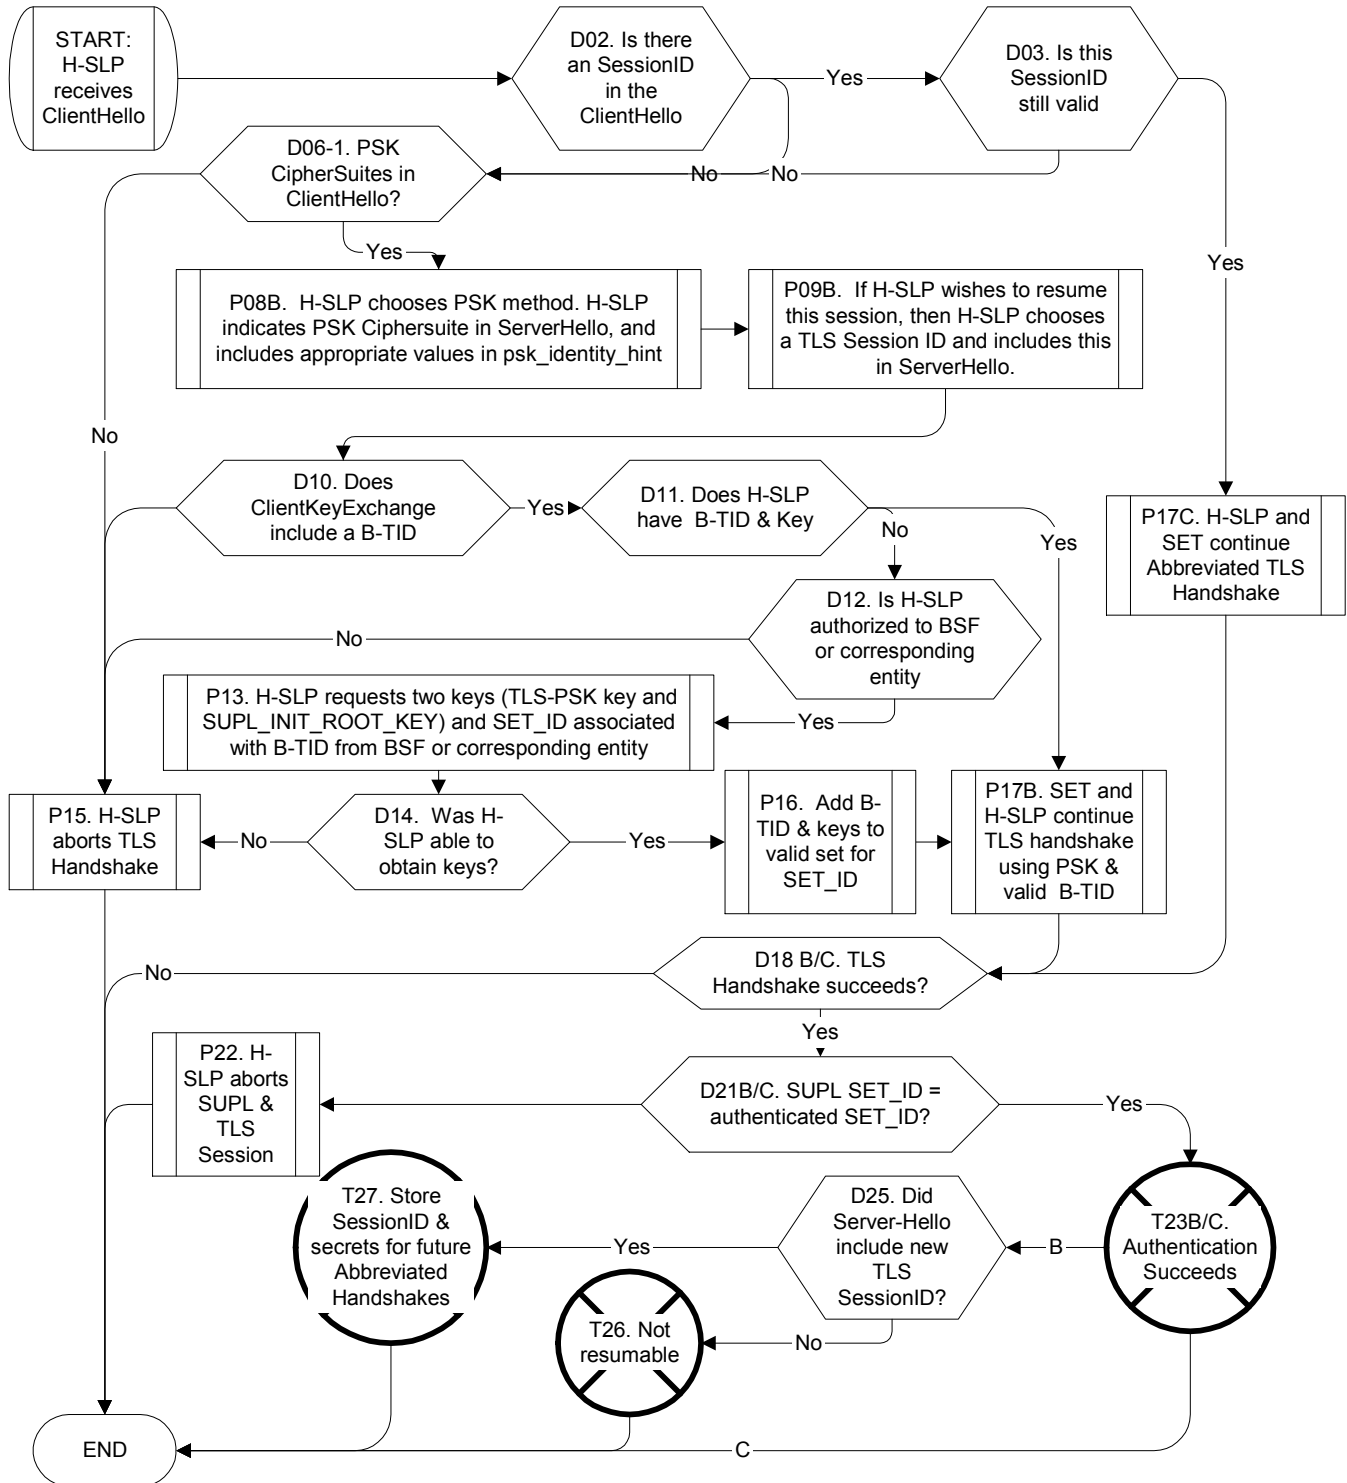 START:
H-SLP
receives
ClientHello
D02. Is there
an SessionID
in the
ClientHello
Yes
D03. Is this
SessionID
still valid
No
No
Yes
D06-1. PSK
CipherSuites in
ClientHello?
Yes
No
P08B. H-SLP chooses PSK method. H-SLP
indicates PSK Ciphersuite in ServerHello, and
includes appropriate values in psk_identity_hint
P09B. If H-SLP wishes to resume
this session, then H-SLP chooses
a TLS Session ID and includes this
in ServerHello.
D10. Does
ClientKeyExchange
include a B-TID
Yes
D11. Does H-SLP
have B-TID & Key
No
Yes
P17C. H-SLP and
SET continue
Abbreviated TLS
Handshake
D12. Is H-SLP
authorized to BSF
or corresponding
entity
No
Yes
P13. H-SLP requests two keys (TLS-PSK key and
SUPL_INIT_ROOT_KEY) and SET_ID associated
with B-TID from BSF or corresponding entity
P15. H-SLP
aborts TLS
Handshake
No
D14. Was H-
SLP able to
obtain keys?
Yes
P16. Add B-
TID & keys to
valid set for
SET_ID
P17B. SET and
H-SLP continue
TLS handshake
using PSK &
valid B-TID
No
D18 B/C. TLS
Handshake succeeds?
Yes
P22. H-
SLP aborts
SUPL &
TLS
Session
D21B/C. SUPL SET_ID =
authenticated SET_ID?
Yes
T27. Store
SessionID &
secrets for future
Abbreviated
Handshakes
Yes
D25. Did
Server-Hello
include new
TLS
SessionID?
B
T23B/C.
Authentication
Succeeds
T26. Not
resumable
No
END
C